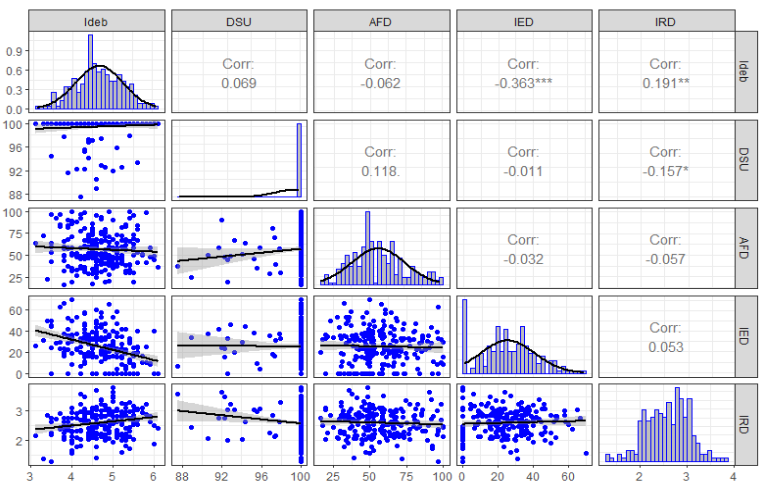 Ideb DSU AFD IED IRD
0.9
0.6
0.3
0.0
Corr:
0.069
Corr:
-0.062
Corr:
-0.363***
Corr:
0.191**
Ideb
100
96
92
88
Corr:
0.118.
Corr:
-0.011
Corr:
-0.157*
DSU
100
75
50
25
Corr:
-0.032
Corr:
-0.057
AFD
60
40
20
0
Corr:
0.053
IED
3
2
IRD
3 4 5 6 88 92 96 100 25 50 75 100 0 20 40 60 2 3 4